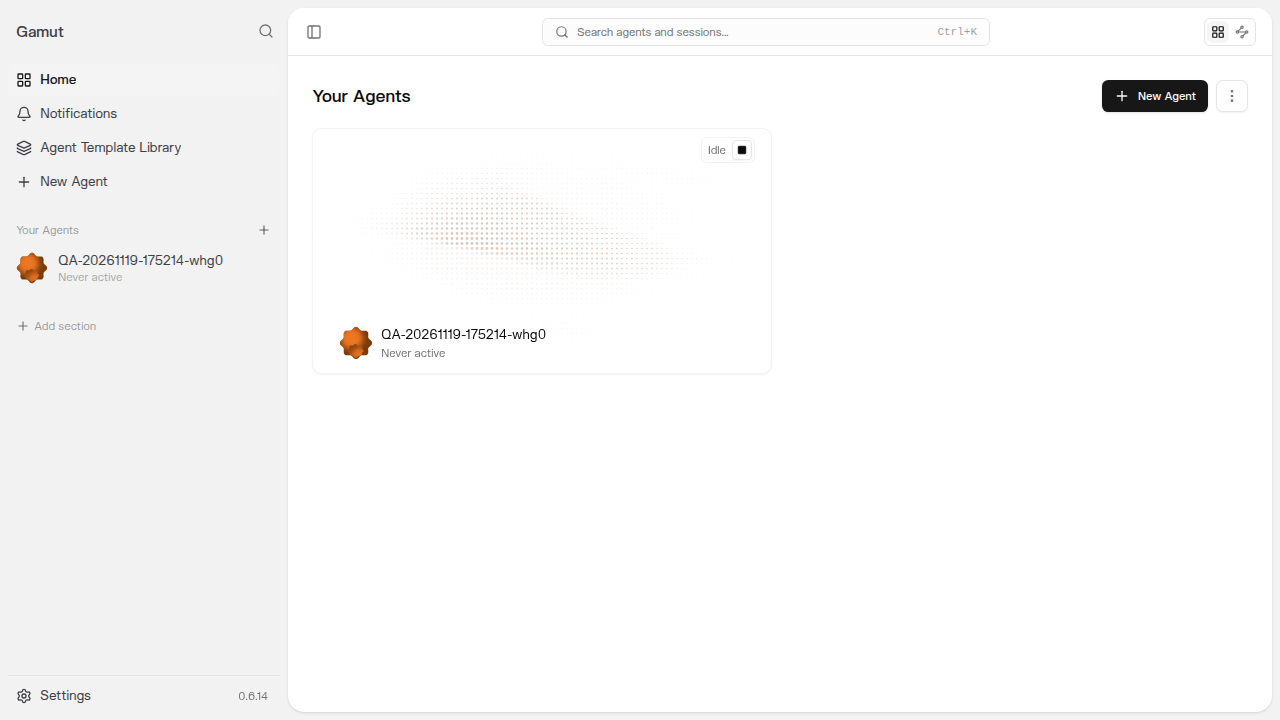 Gamut
Home
Notifications
Agent Template Library
New Agent
Your Agents
QA-20261119-175214-whg0
Never active
Add section
Settings
0.6.14
Search agents and sessions...
Ctrl+K
Your Agents
New Agent
Idle
QA-20261119-175214-whg0
Never active